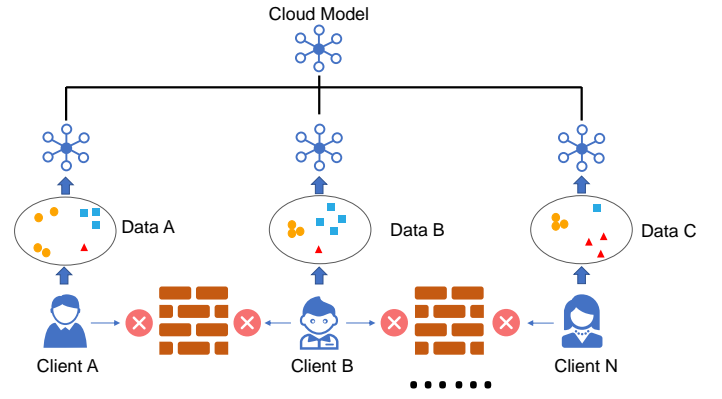 Cloud Model
Data A
Data B
Data C
Client A
Client B
Client N
......